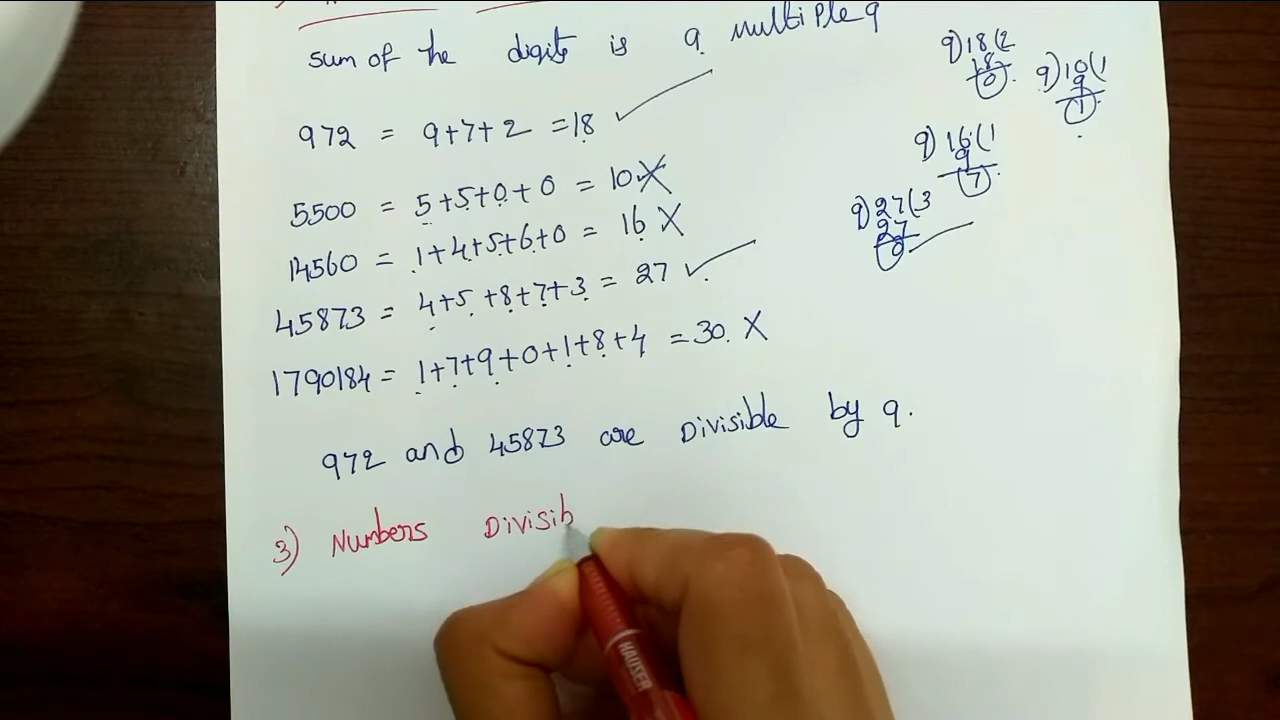 sum of the digits is 9 multiple 9
972 = 9+7+2 =18 ✓
5500 = 5+5+0+0 = 10 X
14560 = 1+4+5+6+0 = 16 X
45873 = 4+5+8+7+3 = 27 ✓
1790184 = 1+7+9+0+1+8+4 =30. X
972 and 45873 are Divisible by 9.
3) Numbers Divisib
9)18(2
18
0
9)10(1
9
1
9)16(1
9
7
9)27(3
27
0
HAUSER